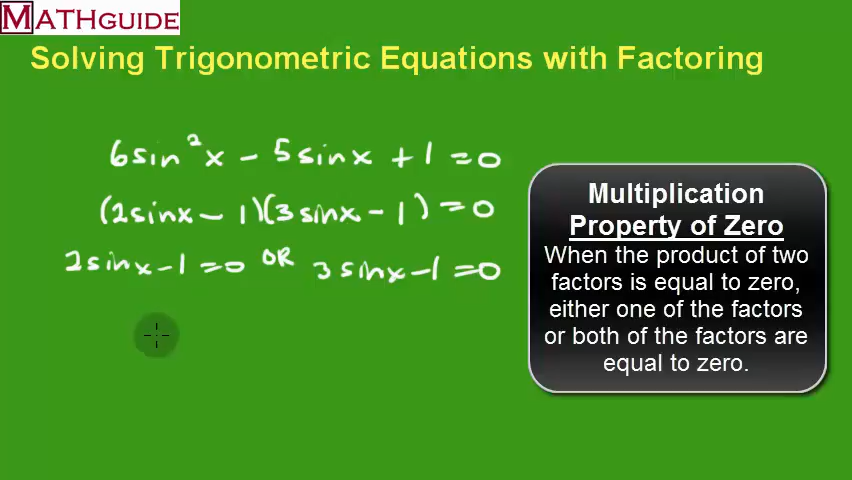 MATHGUIDE
Solving Trigonometric Equations with Factoring
6sin²x - 5sinx + 1 = 0
(2sinx - 1)(3sinx - 1) = 0
2sinx - 1 = 0 OR 3sinx - 1 = 0
Multiplication
Property of Zero
When the product of two
factors is equal to zero,
either one of the factors
or both of the factors are
equal to zero.